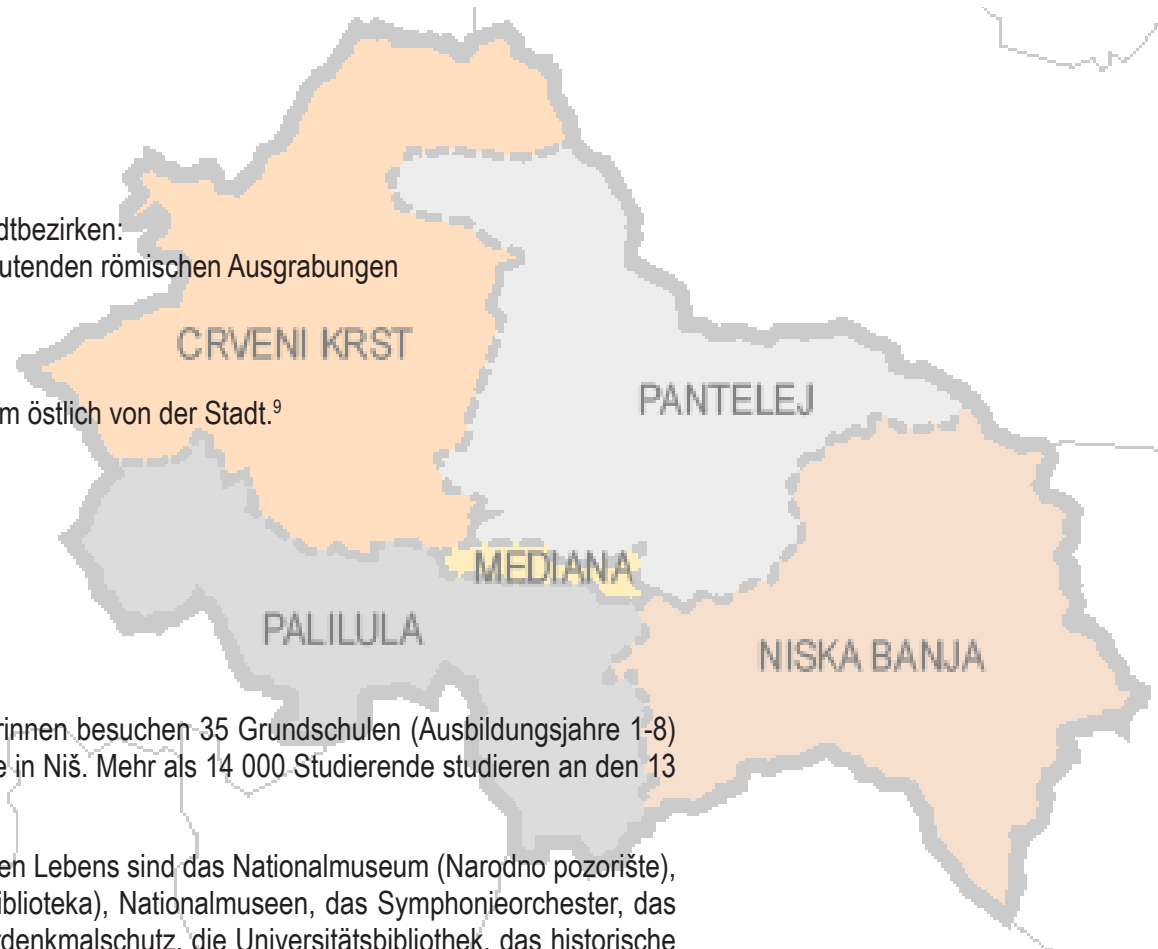 dtbezirken:
utenden römischen Ausgrabungen
CRVENI KRST
PANTELEJ
m östlich von der Stadt.⁹
MEDIANA
PALILULA
NISKA BANJA
rinnen besuchen 35 Grundschulen (Ausbildungsjahre 1-8)
e in Niš. Mehr als 14 000 Studierende studieren an den 13
en Lebens sind das Nationalmuseum (Narodno pozorište),
iblioteka), Nationalmuseen, das Symphonieorchester, das
rdenkmalschutz, die Universitätsbibliothek, das historische